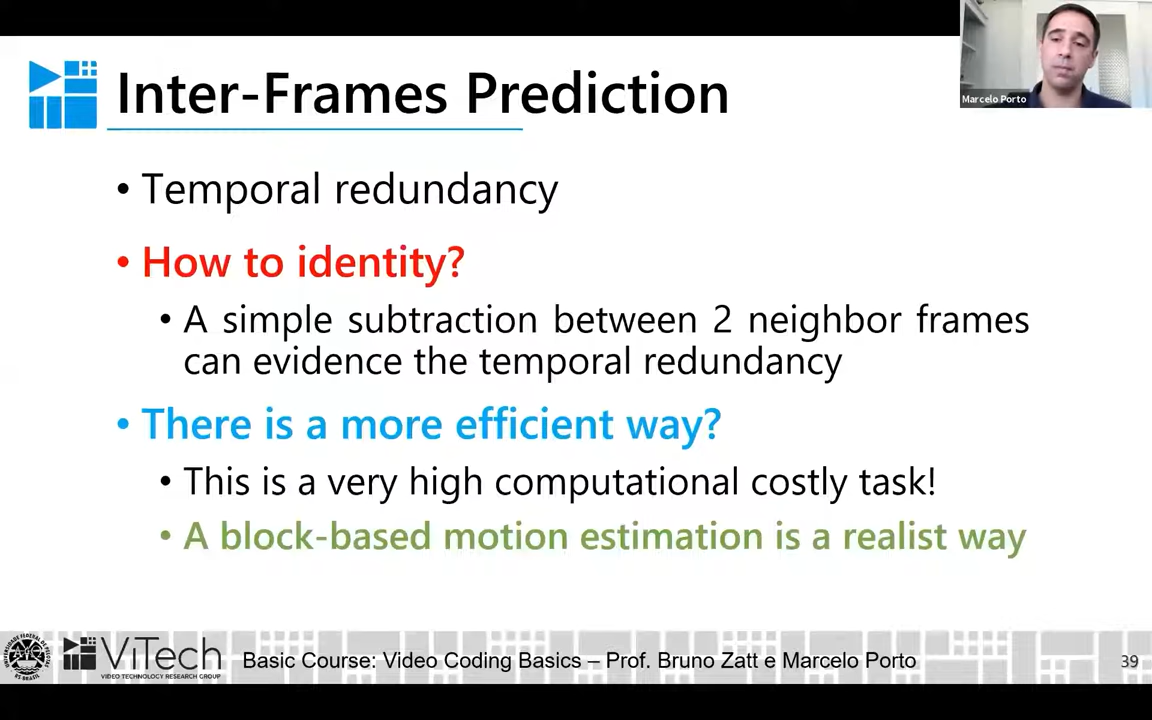 Marcelo Porto
Inter-Frames Prediction
• Temporal redundancy
• How to identity?
• A simple subtraction between 2 neighbor frames
can evidence the temporal redundancy
• There is a more efficient way?
• This is a very high computational costly task!
• A block-based motion estimation is a realist way
ViTech
VIDEO TECHNOLOGY RESEARCH GROUP
Basic Course: Video Coding Basics – Prof. Bruno Zatt e Marcelo Porto
39